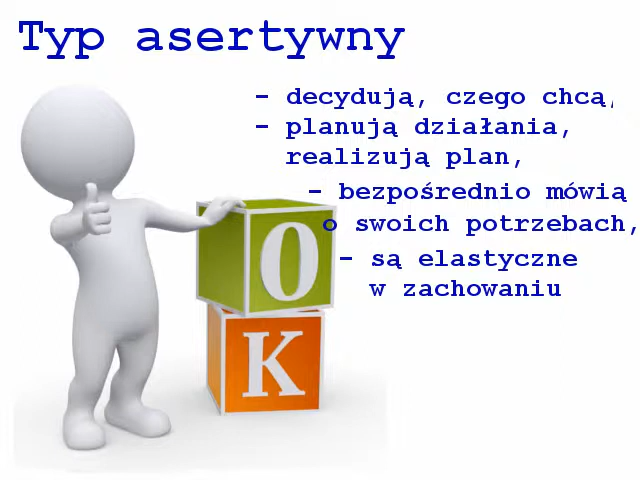 Typ asertywny
- decydują, czego chcą,
- planują działania,
realizują plan,
- bezpośrednio mówią
o swoich potrzebach,
- są elastyczne
w zachowaniu
O
K